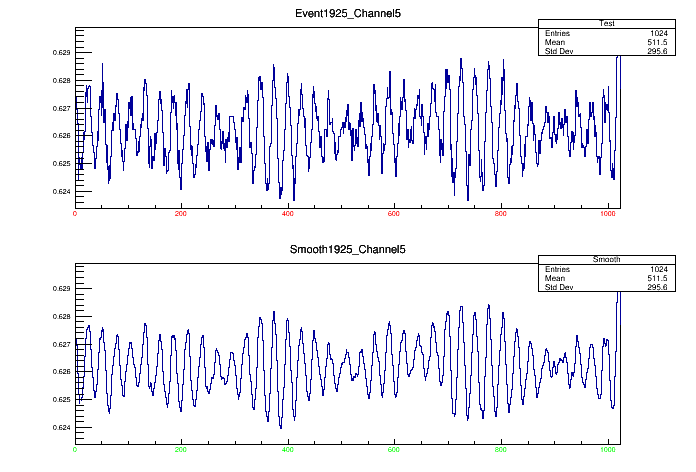 Event1925_Channel5
Test
Entries 1024
Mean 511.5
Std Dev 295.6
0.629
0.628
0.627
0.626
0.625
0.624
0 200 400 600 800 1000
Smooth1925_Channel5
Smooth
Entries 1024
Mean 511.5
Std Dev 295.6
0.629
0.628
0.627
0.626
0.625
0.624
0 200 400 600 800 1000